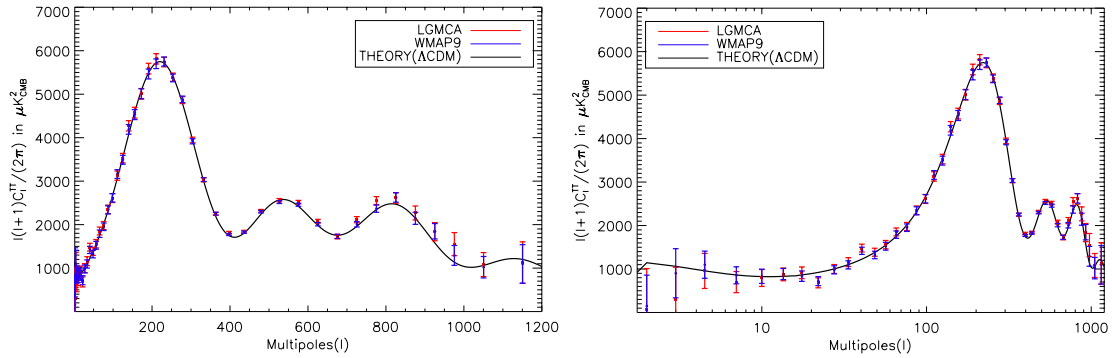 LGMCA
WMAP9
THEORY(ΛCDM)
l(l+1)C_l^TT/(2π) in μK²_CMB
7000
6000
5000
4000
3000
2000
1000
200 400 600 800 1000 1200
Multipoles(l)
LGMCA
WMAP9
THEORY(ΛCDM)
l(l+1)C_l^TT/(2π) in μK²_CMB
7000
6000
5000
4000
3000
2000
1000
10 100 1000
Multipoles(l)